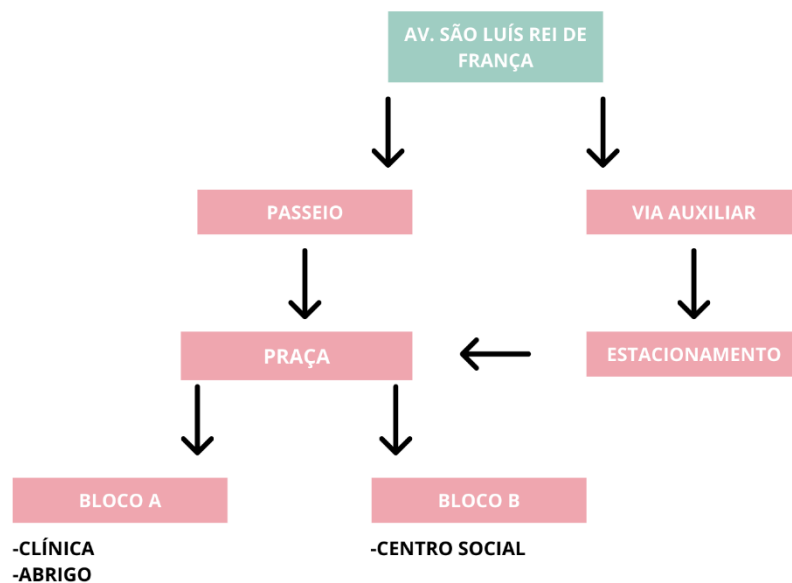 AV. SÃO LUÍS REI DE
FRANÇA
PASSEIO
VIA AUXILIAR
PRAÇA
ESTACIONAMENTO
BLOCO A
BLOCO B
-CLÍNICA
-ABRIGO
-CENTRO SOCIAL